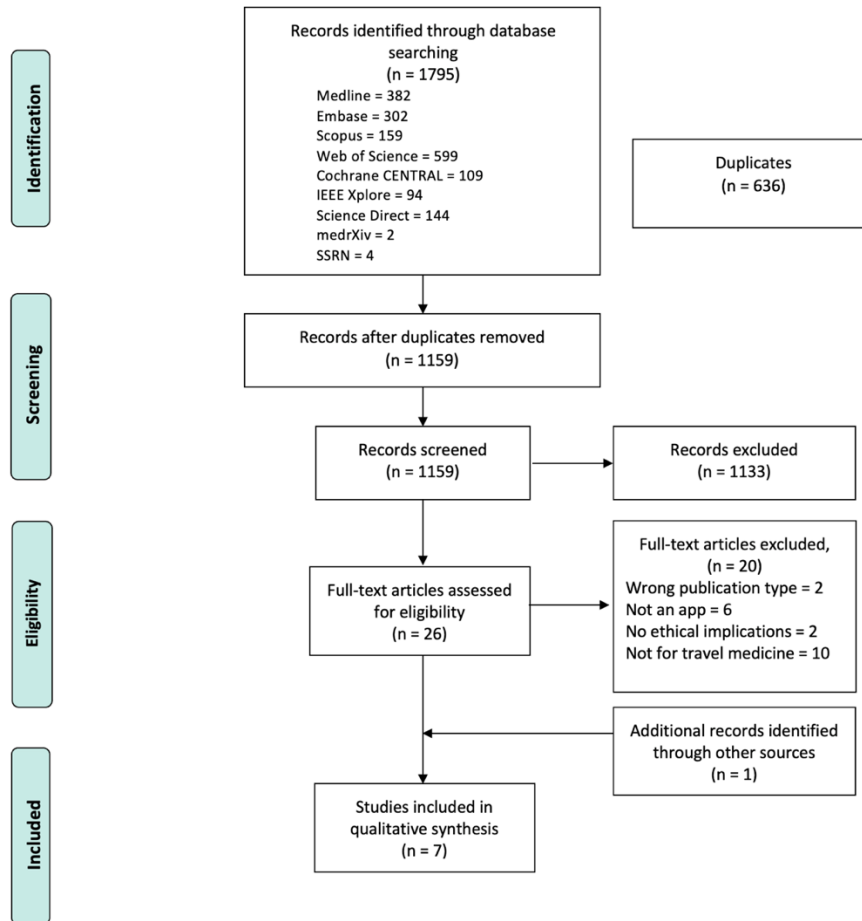 Identification
Records identified through database
searching
(n = 1795)
Medline = 382
Embase = 302
Scopus = 159
Web of Science = 599
Cochrane CENTRAL = 109
IEEE Xplore = 94
Science Direct = 144
medrXiv = 2
SSRN = 4
Duplicates
(n = 636)
Screening
Records after duplicates removed
(n = 1159)
Records screened
(n = 1159)
Records excluded
(n = 1133)
Eligibility
Full-text articles assessed
for eligibility
(n = 26)
Full-text articles excluded,
(n = 20)
Wrong publication type = 2
Not an app = 6
No ethical implications = 2
Not for travel medicine = 10
Additional records identified
through other sources
(n = 1)
Included
Studies included in
qualitative synthesis
(n = 7)